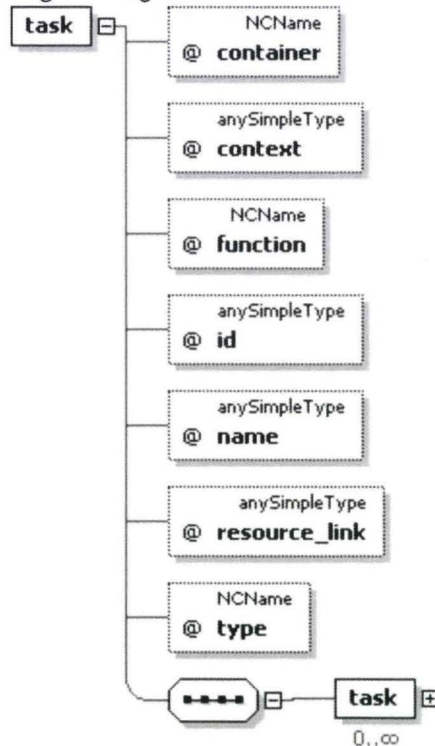 task
NCName
@ container
anySimpleType
@ context
NCName
@ function
anySimpleType
@ id
anySimpleType
@ name
anySimpleType
@ resource_link
NCName
@ type
task
0..∞